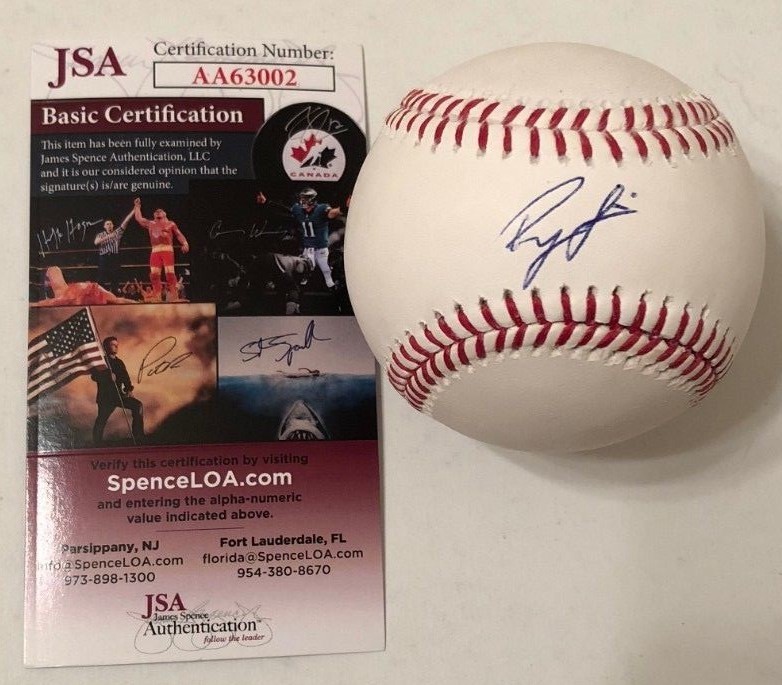 JSA
Certification Number:
AA63002
Basic Certification
This item has been fully examined by
James Spence Authentication, LLC
and it is our considered opinion that the
signature(s) is/are genuine.
CANADA
11
Verify this certification by visiting
SpenceLOA.com
and entering the alpha-numeric
value indicated above.
Parsippany, NJ
info@SpenceLOA.com
973-898-1300
Fort Lauderdale, FL
florida@SpenceLOA.com
954-380-8670
JSA
James Spence
Authentication™
follow the leader